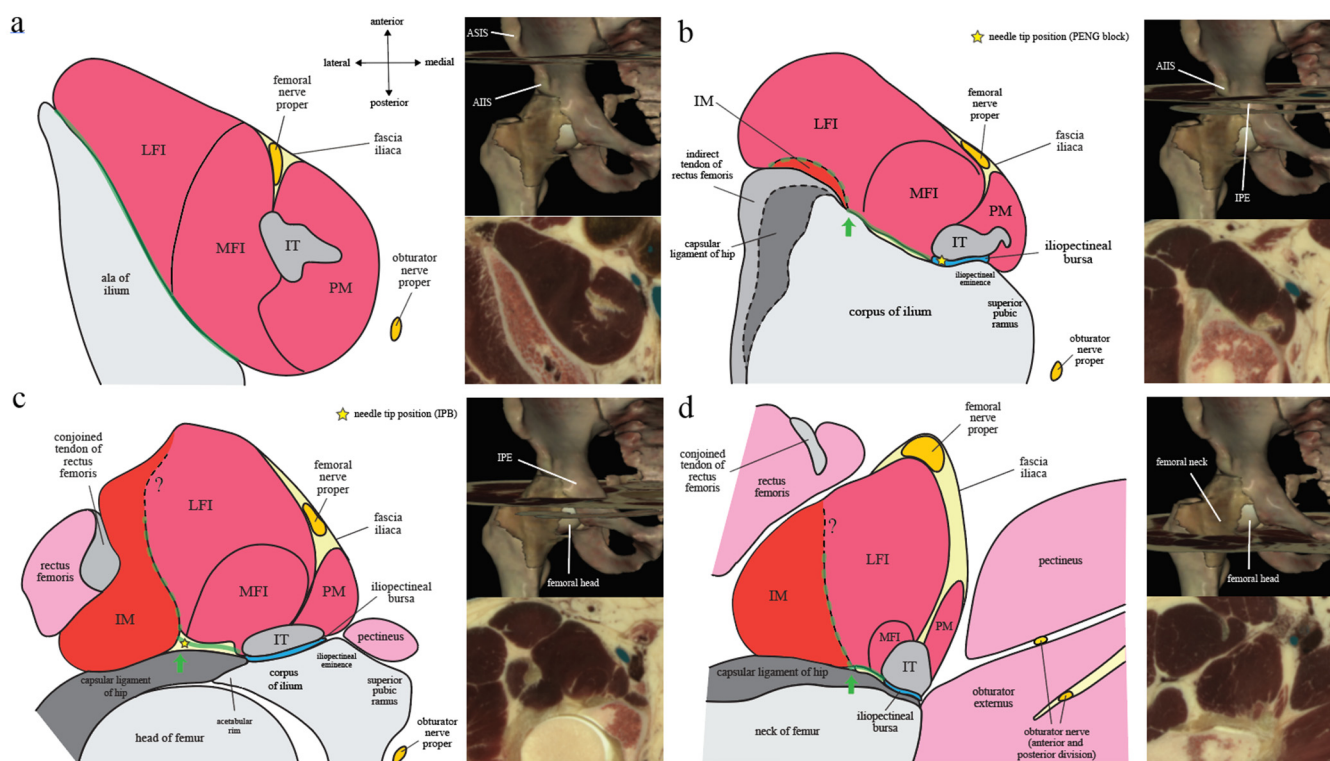 a
anterior
lateral
medial
posterior
femoral
nerve
proper
fascia
iliaca
LFI
MFI
IT
PM
ala of
ilium
obturator
nerve
proper
ASIS
AIIS
b
needle tip position (PENG block)
IM
LFI
femoral
nerve
proper
fascia
iliaca
indirect
tendon of
rectus femoris
MFI
PM
IT
capsular
ligament
of hip
iliopectineal
bursa
iliopectineal
eminence
corpus of ilium
superior
pubic
ramus
obturator
nerve
proper
AIIS
IPE
c
needle tip position (IPB)
conjoined
tendon of
rectus
femoris
?
LFI
femoral
nerve
proper
fascia
iliaca
rectus
femoris
MFI
PM
IM
iliopectineal
bursa
IT
pectineus
capsular ligament
of hip
corpus
of ilium
iliopectineal
eminence
superior
pubic
ramus
acetabular
rim
head of femur
obturator
nerve
proper
IPE
femoral head
d
femoral
nerve
proper
conjoined
tendon of
rectus
femoris
rectus
femoris
fascia
iliaca
?
LFI
pectineus
IM
MFI
PM
IT
capsular ligament of hip
obturator
externus
iliopectineal
bursa
neck of femur
obturator nerve
(anterior and
posterior division)
femoral neck
femoral head